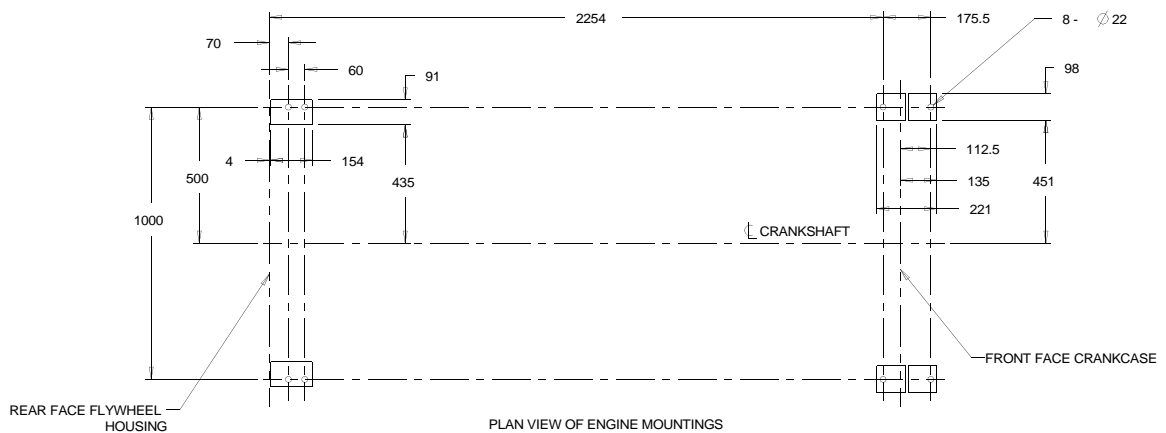 2254
175.5
8 - Ø 22
70
60
91
98
4
154
112.5
500
435
135
451
1000
221
℄ CRANKSHAFT
FRONT FACE CRANKCASE
REAR FACE FLYWHEEL
HOUSING
PLAN VIEW OF ENGINE MOUNTINGS